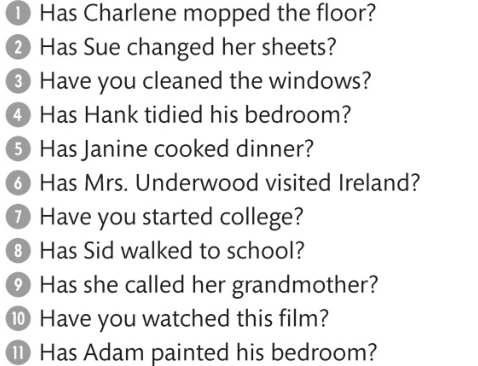 1 Has Charlene mopped the floor?
2 Has Sue changed her sheets?
3 Have you cleaned the windows?
4 Has Hank tidied his bedroom?
5 Has Janine cooked dinner?
6 Has Mrs. Underwood visited Ireland?
7 Have you started college?
8 Has Sid walked to school?
9 Has she called her grandmother?
10 Have you watched this film?
11 Has Adam painted his bedroom?